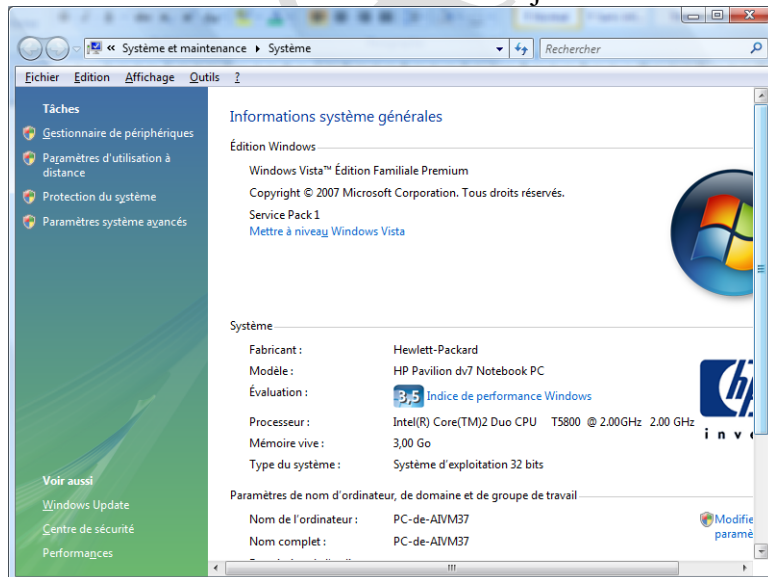 Système et maintenance Système
Rechercher
Fichier Edition Affichage Outils ?
Tâches
Gestionnaire de périphériques
Paramètres d'utilisation à
distance
Protection du système
Paramètres système avancés
Voir aussi
Windows Update
Centre de sécurité
Performances
Informations système générales
Édition Windows
Windows Vista™ Édition Familiale Premium
Copyright © 2007 Microsoft Corporation. Tous droits réservés.
Service Pack 1
Mettre à niveau Windows Vista
Système
Fabricant : Hewlett-Packard
Modèle : HP Pavilion dv7 Notebook PC
Évaluation : 3,5 Indice de performance Windows
Processeur : Intel(R) Core(TM)2 Duo CPU T5800 @ 2.00GHz 2.00 GHz
Mémoire vive : 3,00 Go
Type du système : Système d'exploitation 32 bits
hp
inv
Paramètres de nom d'ordinateur, de domaine et de groupe de travail
Nom de l'ordinateur : PC-de-AIVM37
Modifie
paramè
Nom complet : PC-de-AIVM37